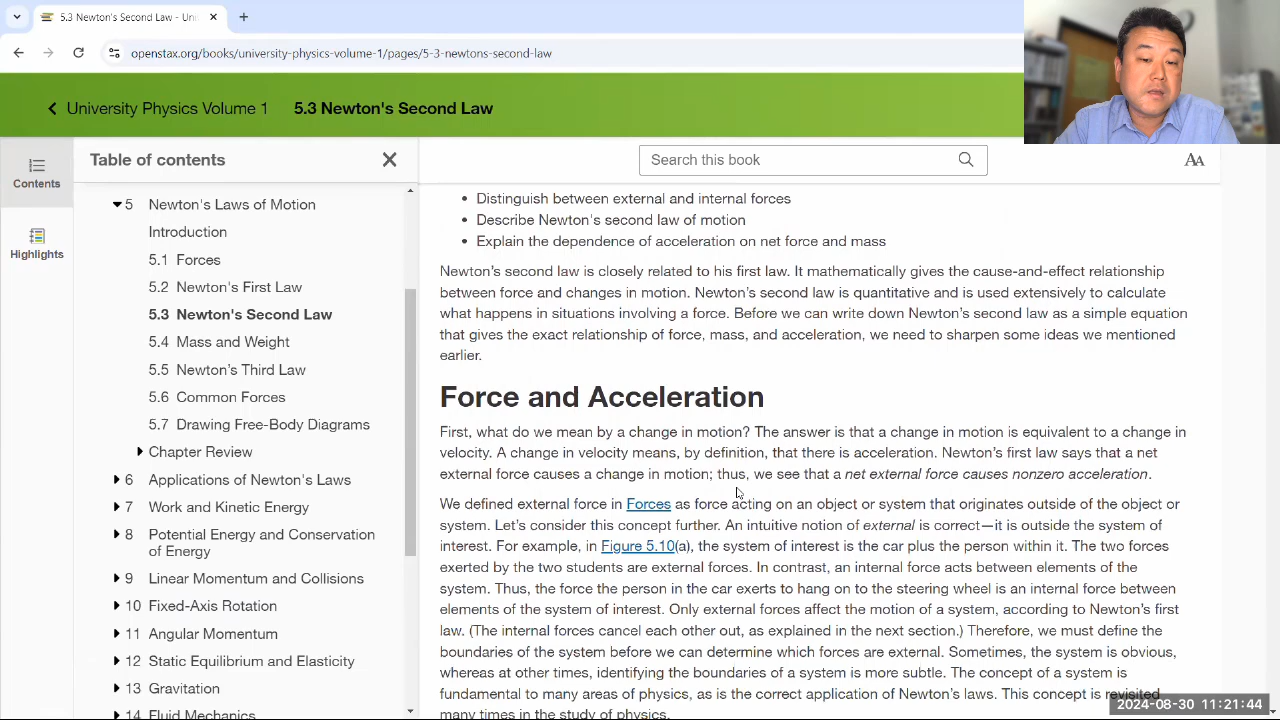 5.3 Newton's Second Law - Uni
openstax.org/books/university-physics-volume-1/pages/5-3-newtons-second-law
University Physics Volume 1
5.3 Newton's Second Law
Contents
Highlights
Table of contents
5 Newton's Laws of Motion
Introduction
5.1 Forces
5.2 Newton's First Law
5.3 Newton's Second Law
5.4 Mass and Weight
5.5 Newton's Third Law
5.6 Common Forces
5.7 Drawing Free-Body Diagrams
Chapter Review
6 Applications of Newton's Laws
7 Work and Kinetic Energy
8 Potential Energy and Conservation
of Energy
9 Linear Momentum and Collisions
10 Fixed-Axis Rotation
11 Angular Momentum
12 Static Equilibrium and Elasticity
13 Gravitation
14 Fluid Mechanics
Search this book
AA
• Distinguish between external and internal forces
• Describe Newton's second law of motion
• Explain the dependence of acceleration on net force and mass
Newton's second law is closely related to his first law. It mathematically gives the cause-and-effect relationship
between force and changes in motion. Newton's second law is quantitative and is used extensively to calculate
what happens in situations involving a force. Before we can write down Newton's second law as a simple equation
that gives the exact relationship of force, mass, and acceleration, we need to sharpen some ideas we mentioned
earlier.
Force and Acceleration
First, what do we mean by a change in motion? The answer is that a change in motion is equivalent to a change in
velocity. A change in velocity means, by definition, that there is acceleration. Newton's first law says that a net
external force causes a change in motion; thus, we see that a net external force causes nonzero acceleration.
We defined external force in Forces as force acting on an object or system that originates outside of the object or
system. Let's consider this concept further. An intuitive notion of external is correct—it is outside the system of
interest. For example, in Figure 5.10(a), the system of interest is the car plus the person within it. The two forces
exerted by the two students are external forces. In contrast, an internal force acts between elements of the
system. Thus, the force the person in the car exerts to hang on to the steering wheel is an internal force between
elements of the system of interest. Only external forces affect the motion of a system, according to Newton's first
law. (The internal forces cancel each other out, as explained in the next section.) Therefore, we must define the
boundaries of the system before we can determine which forces are external. Sometimes, the system is obvious,
whereas at other times, identifying the boundaries of a system is more subtle. The concept of a system is
fundamental to many areas of physics, as is the correct application of Newton's laws. This concept is revisited
many times in the study of physics.
2024-08-30 11:21:44